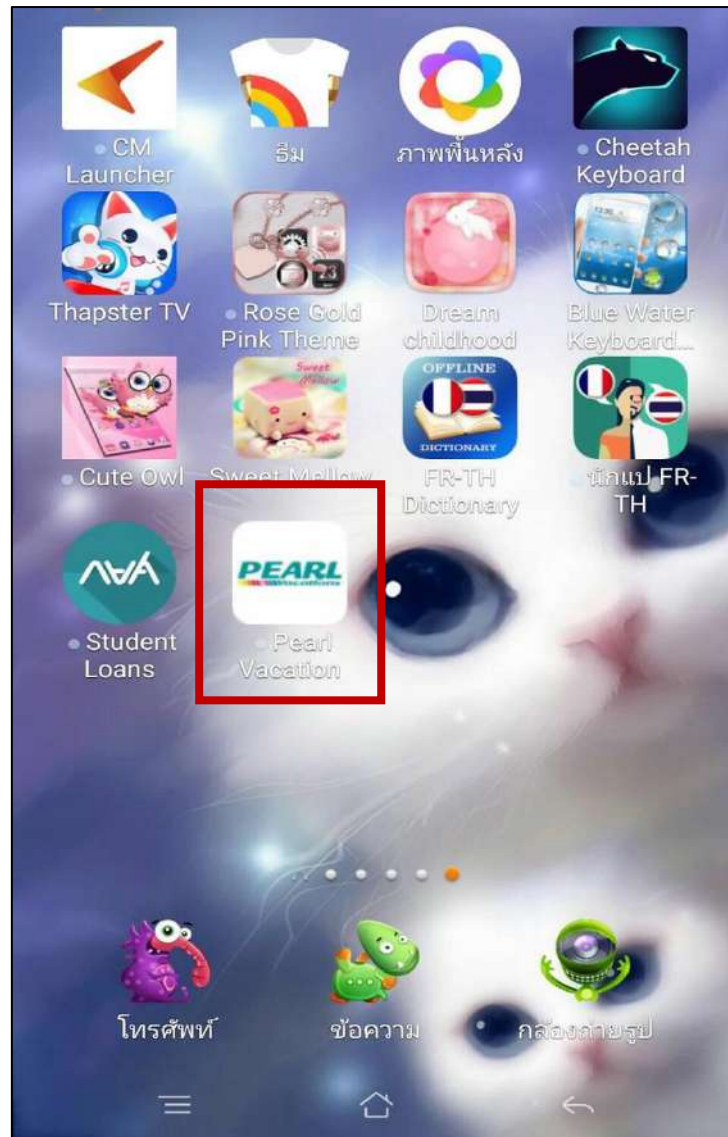 CM
Launcher
ธีม
ภาพพื้นหลัง
Cheetah
Keyboard
Thapster TV
Rose Gold
Pink Theme
Dream
childhood
Blue Water
Keyboard...
Sweet
Mellow
OFFLINE
DICTIONARY
Cute Owl
Sweet Mellow
FR-TH
Dictionary
นักแป FR-
TH
PEARL
Vacations
Student
Loans
Pearl
Vacation
โทรศัพท์
ข้อความ
กล้องถ่ายรูป